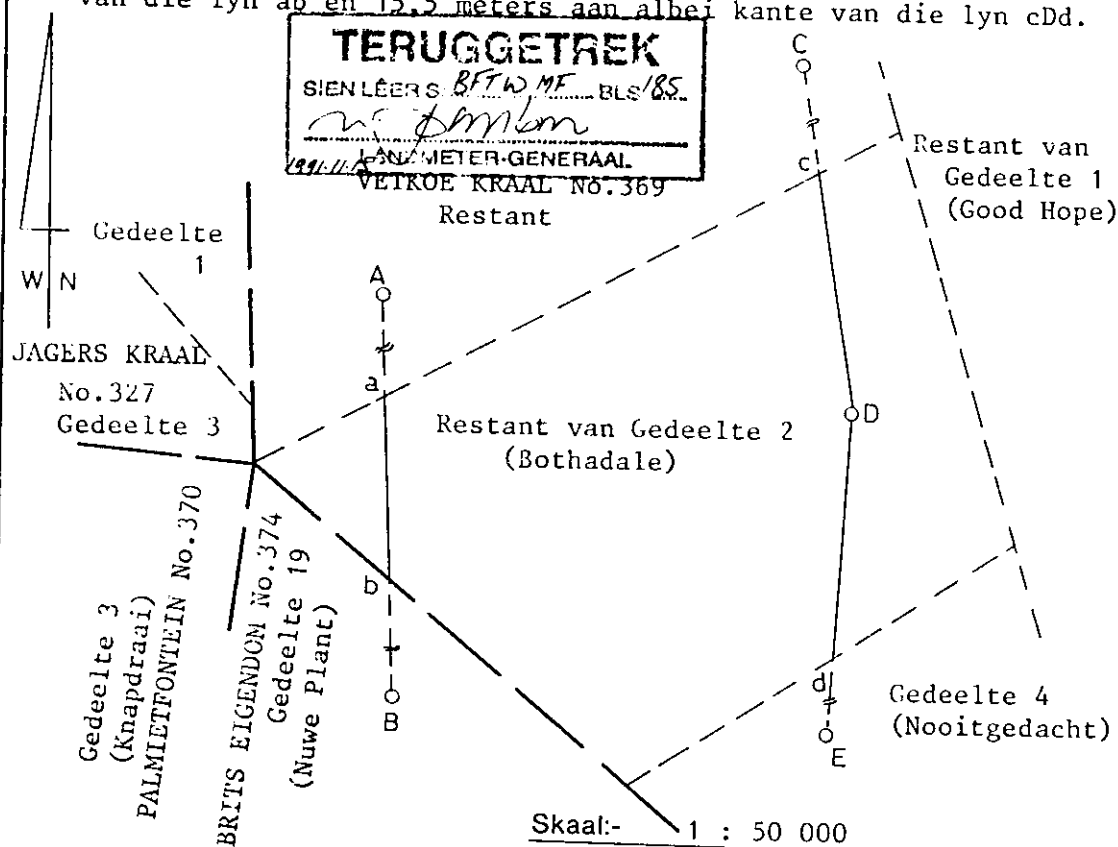 van die lyn ab en 15,5 meters aan albei kante van die lyn cDd.
TERUGGETREK
SIEN LÊERS BFTW, MF BLS 185
1991-11-
LANDMETER-GENERAAL
VETKOE KRAAL No.369
Restant
C
c
Restant van
Gedeelte 1
(Good Hope)
Gedeelte
1
W N
A
JAGERS KRAAL
No.327
Gedeelte 3
a
Restant van Gedeelte 2
(Bothadale)
D
Gedeelte 3
(Knapdraai)
PALMIETFONTEIN No.370
BRITS EIGENDOM No.374
Gedeelte 19
(Nuwe Plant)
b
B
d
E
Gedeelte 4
(Nooitgedacht)
Skaal:- 1 : 50 000